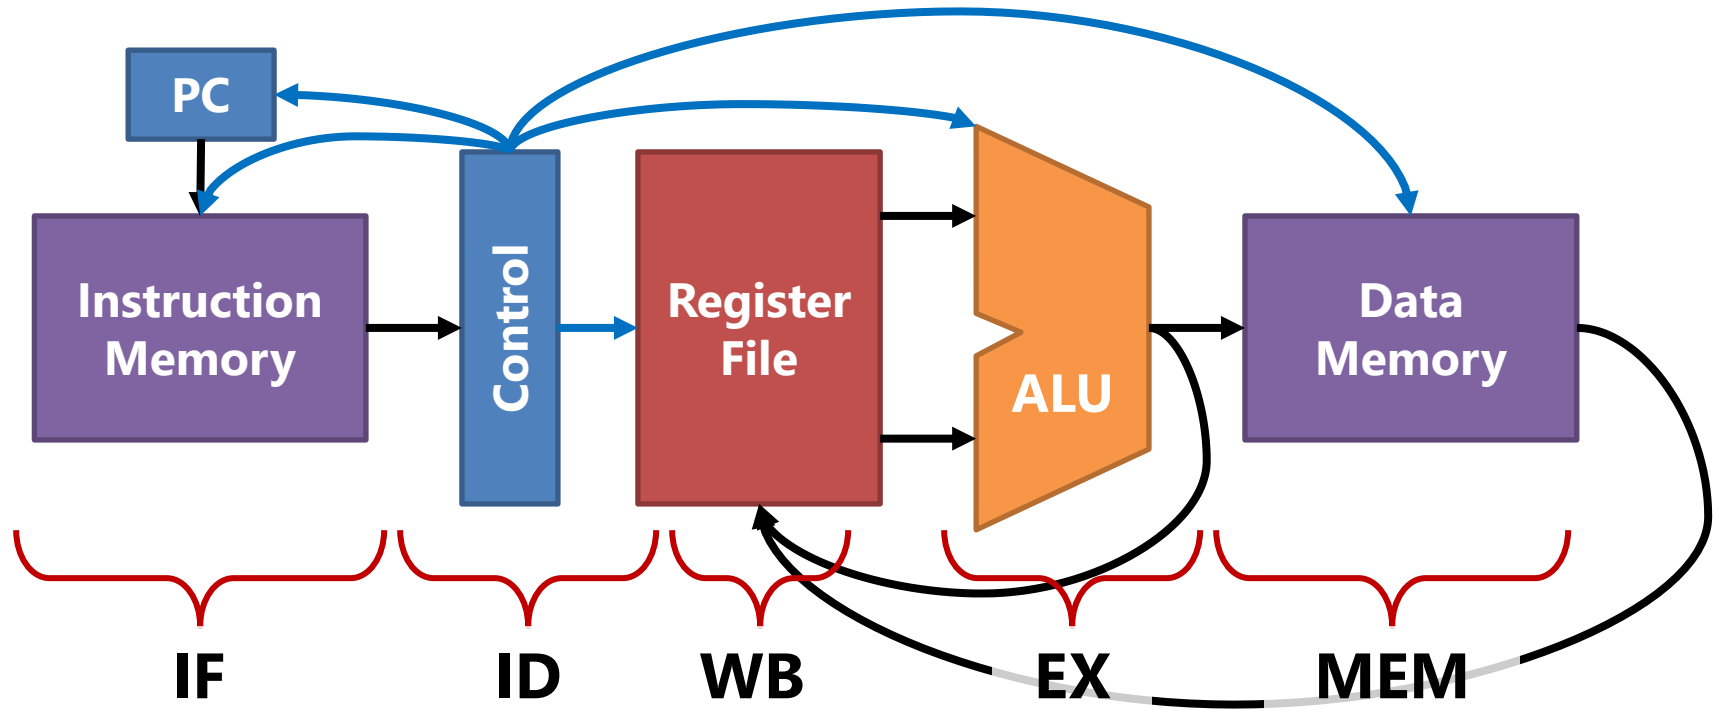 PC
Instruction
Memory
Control
Register
File
ALU
Data
Memory
IF
ID
WB
EX
MEM